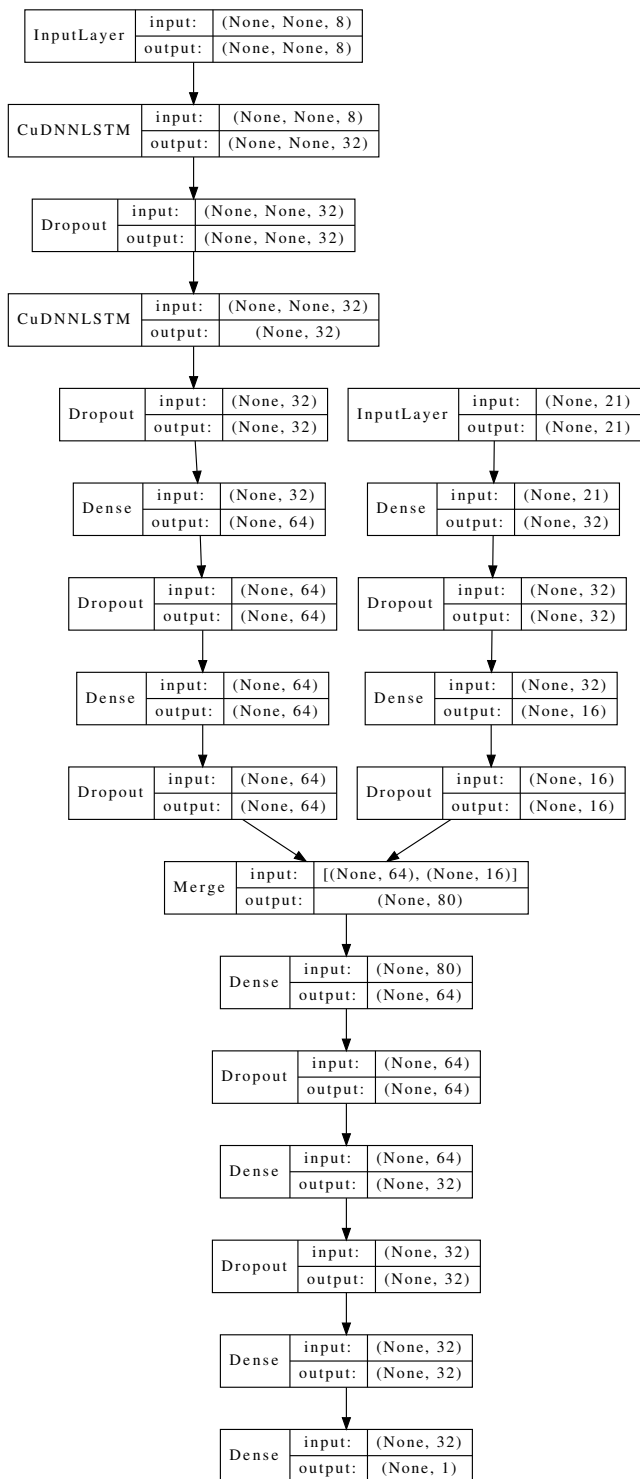 InputLayer input: (None, None, 8)
output: (None, None, 8)
CuDNNLSTM input: (None, None, 8)
output: (None, None, 32)
Dropout input: (None, None, 32)
output: (None, None, 32)
CuDNNLSTM input: (None, None, 32)
output: (None, 32)
Dropout input: (None, 32)
output: (None, 32)
InputLayer input: (None, 21)
output: (None, 21)
Dense input: (None, 32)
output: (None, 64)
Dense input: (None, 21)
output: (None, 32)
Dropout input: (None, 64)
output: (None, 64)
Dropout input: (None, 32)
output: (None, 32)
Dense input: (None, 64)
output: (None, 64)
Dense input: (None, 32)
output: (None, 16)
Dropout input: (None, 64)
output: (None, 64)
Dropout input: (None, 16)
output: (None, 16)
Merge input: [(None, 64), (None, 16)]
output: (None, 80)
Dense input: (None, 80)
output: (None, 64)
Dropout input: (None, 64)
output: (None, 64)
Dense input: (None, 64)
output: (None, 32)
Dropout input: (None, 32)
output: (None, 32)
Dense input: (None, 32)
output: (None, 32)
Dense input: (None, 32)
output: (None, 1)